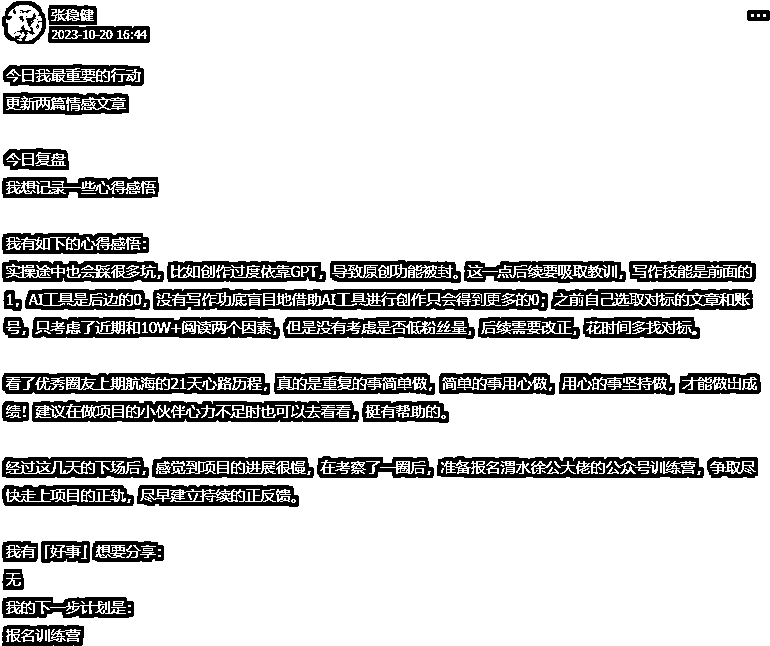 张稳健
2023-10-20 16:44
今日我最重要的行动
更新两篇情感文章
今日复盘
我想记录一些心得感悟
我有如下的心得感悟：
实操途中也会踩很多坑，比如创作过度依靠GPT，导致原创功能被封。这一点后续要吸取教训，写作技能是前面的
1，AI工具是后边的0，没有写作功底盲目地借助AI工具进行创作只会得到更多的0；之前自己选取对标的文章和账
号，只考虑了近期和10W+阅读两个因素，但是没有考虑是否低粉丝量，后续需要改正，花时间多找对标。
看了优秀圈友上期航海的21天心路历程，真的是重复的事简单做，简单的事用心做，用心的事坚持做，才能做出成
绩！建议在做项目的小伙伴心力不足时也可以去看看，挺有帮助的。
经过这几天的下场后，感觉到项目的进展很慢，在考察了一圈后，准备报名渭水徐公大佬的公众号训练营，争取尽
快走上项目的正轨，尽早建立持续的正反馈。
我有「好事」想要分享：
无
我的下一步计划是：
报名训练营